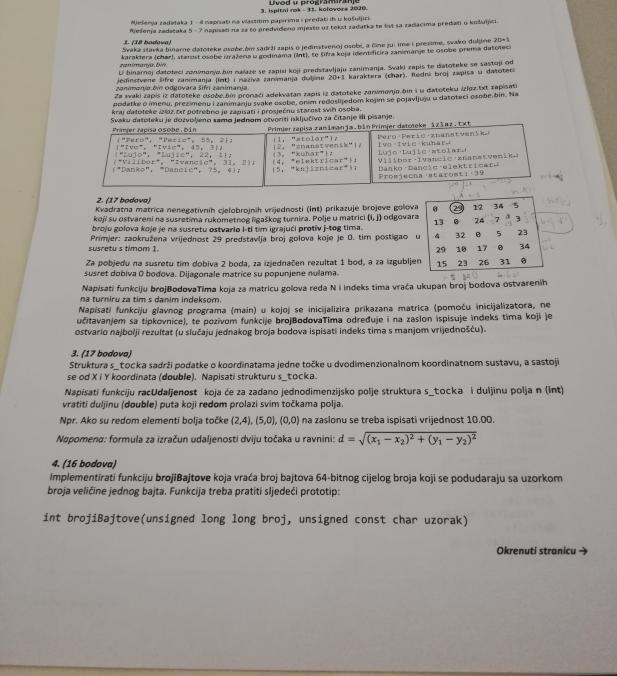 Uvod u programiranje
3. ispitni rok - 31. kolovoza 2020.
Rješenja zadataka 1 - 4 napisati na vlastitim papirima i predati ih u košuljici.
Rješenja zadataka 5 - 7 napisati na za to predviđeno mjesto uz tekst zadatka te list sa zadacima predati u košuljici.
1. (18 bodova)
Svaka stavka binarne datoteke osobe.bin sadrži zapis o jedinstvenoj osobi, a čine ju: ime i prezime, svako duljine 20+1
karaktera (char), starost osobe izražena u godinama (int), te šifra koja identificira zanimanje te osobe prema datoteci
zanimanja.bin.
U binarnoj datoteci zanimanja.bin nalaze se zapisi koji predstavljaju zanimanja. Svaki zapis te datoteke se sastoji od
jedinstvene šifre zanimanja (int) i naziva zanimanja duljine 20+1 karaktera (char). Redni broj zapisa u datoteci
zanimanja.bin odgovara šifri zanimanja.
Za svaki zapis iz datoteke osobe.bin pronaći adekvatan zapis iz datoteke zanimanja.bin i u datoteku izlaz.txt zapisati
podatke o imenu, prezimenu i zanimanju svake osobe, onim redoslijedom kojim se pojavljuju u datoteci osobe.bin. Na
kraj datoteke izlaz.txt potrebno je zapisati i prosječnu starost svih osoba.
Svaku datoteku je dozvoljeno samo jednom otvoriti isključivo za čitanje ili pisanje.
Primjer zapisa osobe.bin Primjer zapisa zanimanja.bin Primjer datoteke izlaz.txt
{"Pero", "Peric", 55, 2}; {1, "stolar"}; Pero·Peric·znanstvenik↵
{"Ivo", "Ivic", 45, 3}; {2, "znanstvenik"}; Ivo·Ivic·kuhar↵
{"Lujo", "Lujic", 22, 1}; {3, "kuhar"}; Lujo·Lujic·stolar↵
{"Vilibor", "Ivancic", 31, 2}; {4, "elektricar"}; Vilibor·Ivancic·znanstvenik↵
{"Danko", "Dancic", 75, 4}; {5, "knjiznicar"}; Danko·Dancic·elektricar↵
Prosjecna·starost:·39
2. (17 bodova)
Kvadratna matrica nenegativnih cjelobrojnih vrijednosti (int) prikazuje brojeve golova
koji su ostvareni na susretima rukometnog ligaškog turnira. Polje u matrici (i, j) odgovara
broju golova koje je na susretu ostvario i-ti tim igrajući protiv j-tog tima.
Primjer: zaokružena vrijednost 29 predstavlja broj golova koje je 0. tim postigao u
susretu s timom 1.
0 29 12 34 5
13 0 24 7 3
4 32 0 5 23
29 10 17 0 34
15 23 26 31 0
Za pobjedu na susretu tim dobiva 2 boda, za izjednačen rezultat 1 bod, a za izgubljen
susret dobiva 0 bodova. Dijagonale matrice su popunjene nulama.
Napisati funkciju brojBodovaTima koja za matricu golova reda N i indeks tima vraća ukupan broj bodova ostvarenih
na turniru za tim s danim indeksom.
Napisati funkciju glavnog programa (main) u kojoj se inicijalizira prikazana matrica (pomoću inicijalizatora, ne
učitavanjem sa tipkovnice), te pozivom funkcije brojBodovaTima određuje i na zaslon ispisuje indeks tima koji je
ostvario najbolji rezultat (u slučaju jednakog broja bodova ispisati indeks tima s manjom vrijednošću).
3. (17 bodova)
Struktura s_tocka sadrži podatke o koordinatama jedne točke u dvodimenzionalnom koordinatnom sustavu, a sastoji
se od X i Y koordinata (double). Napisati strukturu s_tocka.
Napisati funkciju racUdaljenost koja će za zadano jednodimenzijsko polje struktura s_tocka i duljinu polja n (int)
vratiti duljinu (double) puta koji redom prolazi svim točkama polja.
Npr. Ako su redom elementi bolja točke (2,4), (5,0), (0,0) na zaslonu se treba ispisati vrijednost 10.00.
Napomena: formula za izračun udaljenosti dviju točaka u ravnini: d = √(x₁ − x₂)² + (y₁ − y₂)²
4. (16 bodova)
Implementirati funkciju brojiBajtove koja vraća broj bajtova 64-bitnog cijelog broja koji se podudaraju sa uzorkom
broja veličine jednog bajta. Funkcija treba pratiti sljedeći prototip:
int brojiBajtove(unsigned long long broj, unsigned const char uzorak)
Okrenuti stranicu →